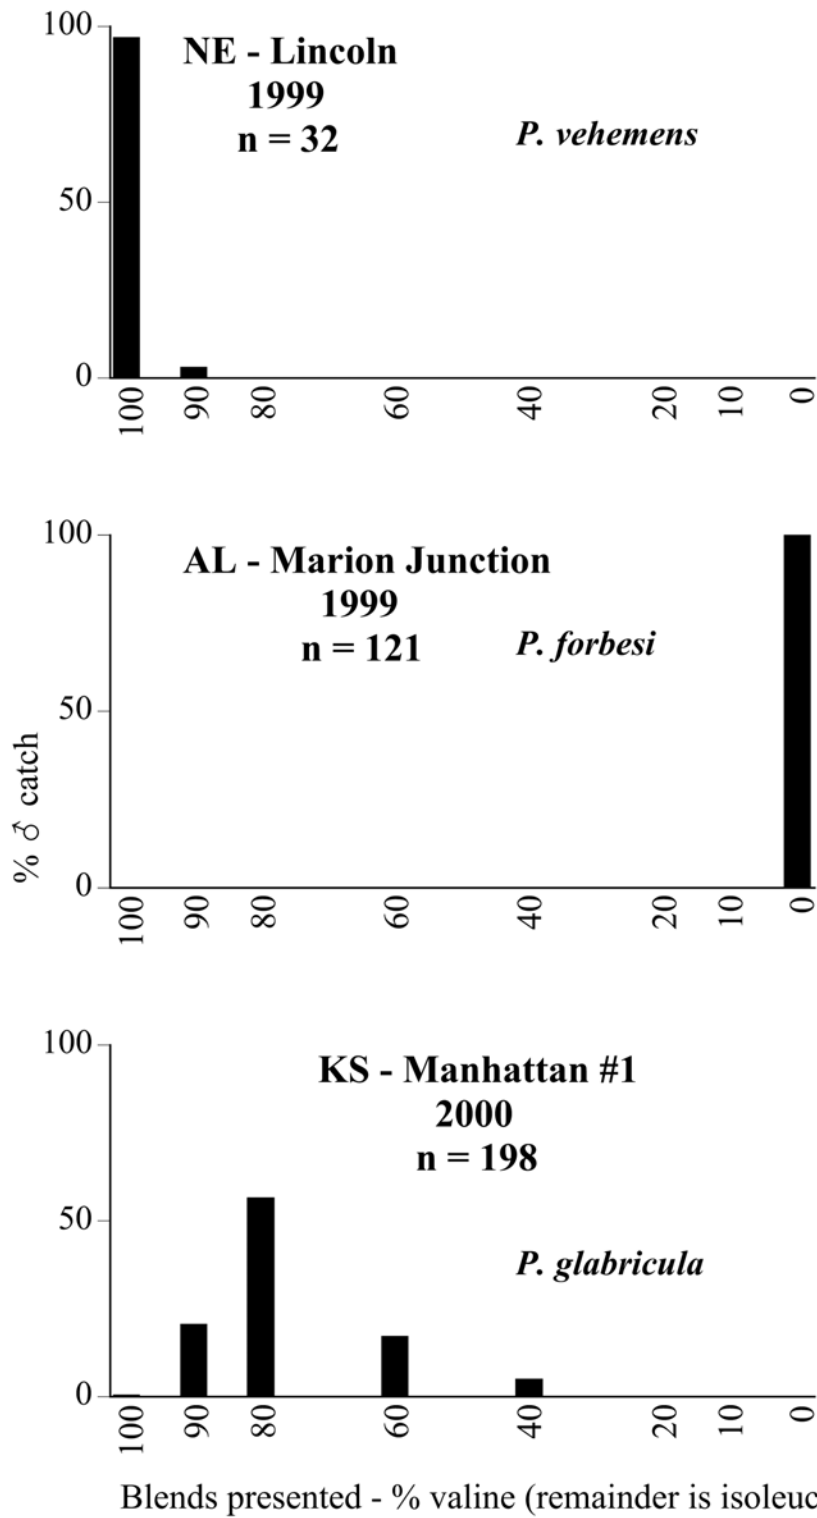 100
NE - Lincoln
1999
n = 32
P. vehemens
50
0
100 90 80 60 40 20 10 0
100
AL - Marion Junction
1999
n = 121
P. forbesi
50
0
100 90 80 60 40 20 10 0
% ♂ catch
100
KS - Manhattan #1
2000
n = 198
50
P. glabricula
0
100 90 80 60 40 20 10 0
Blends presented - % valine (remainder is isoleuc